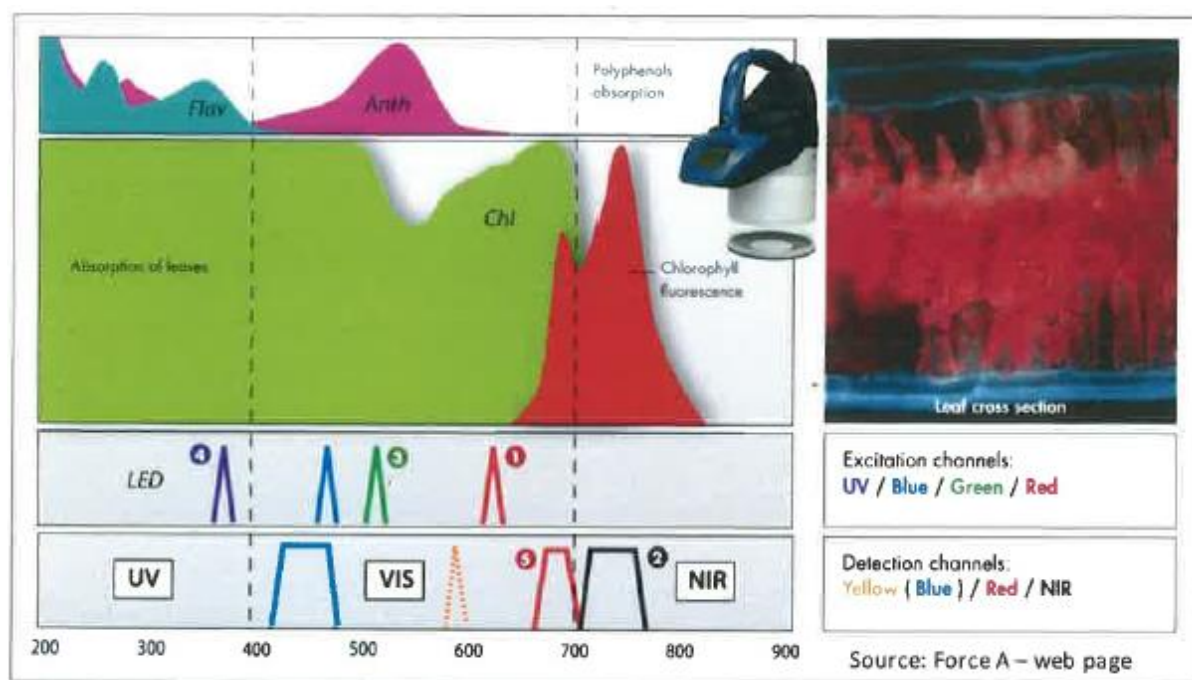 Flav
Anth
Polyphenols
absorption
Absorption of leaves
Chl
Chlorophyll
fluorescence
Leaf cross section
4
LED
3
1
Excitation channels:
UV / Blue / Green / Red
UV
VIS
5
2
NIR
Detection channels:
Yellow ( Blue ) / Red / NIR
200 300 400 500 600 700 800 900
Source: Force A – web page